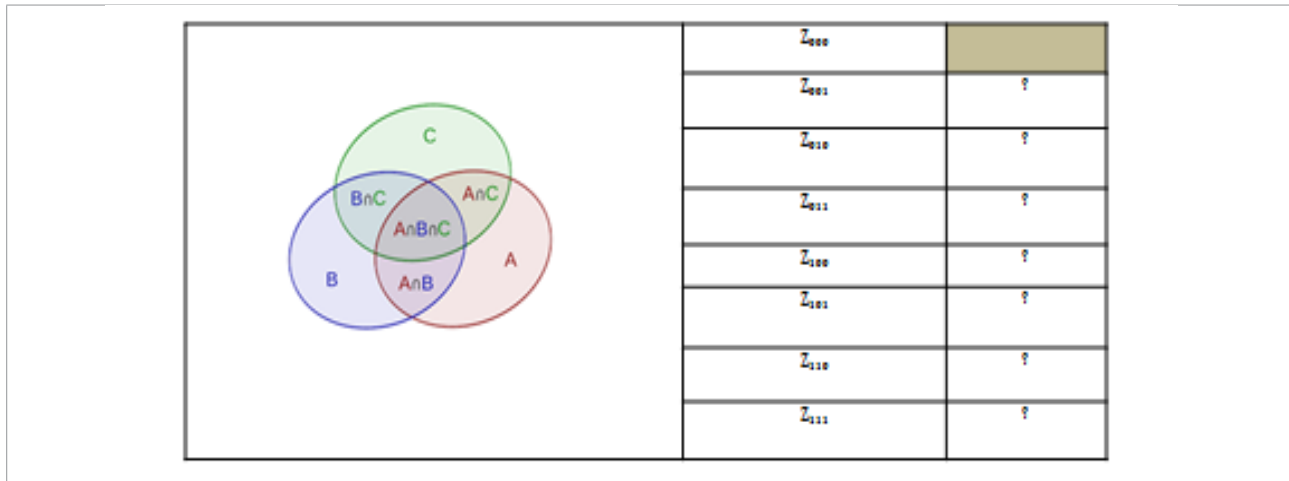 Z₀₀₀
Z₀₀₁ ?
C
Z₀₁₀ ?
B∩C A∩C
Z₀₁₁ ?
A∩B∩C
Z₁₀₀ ?
A
B A∩B
Z₁₀₁ ?
Z₁₁₀ ?
Z₁₁₁ ?